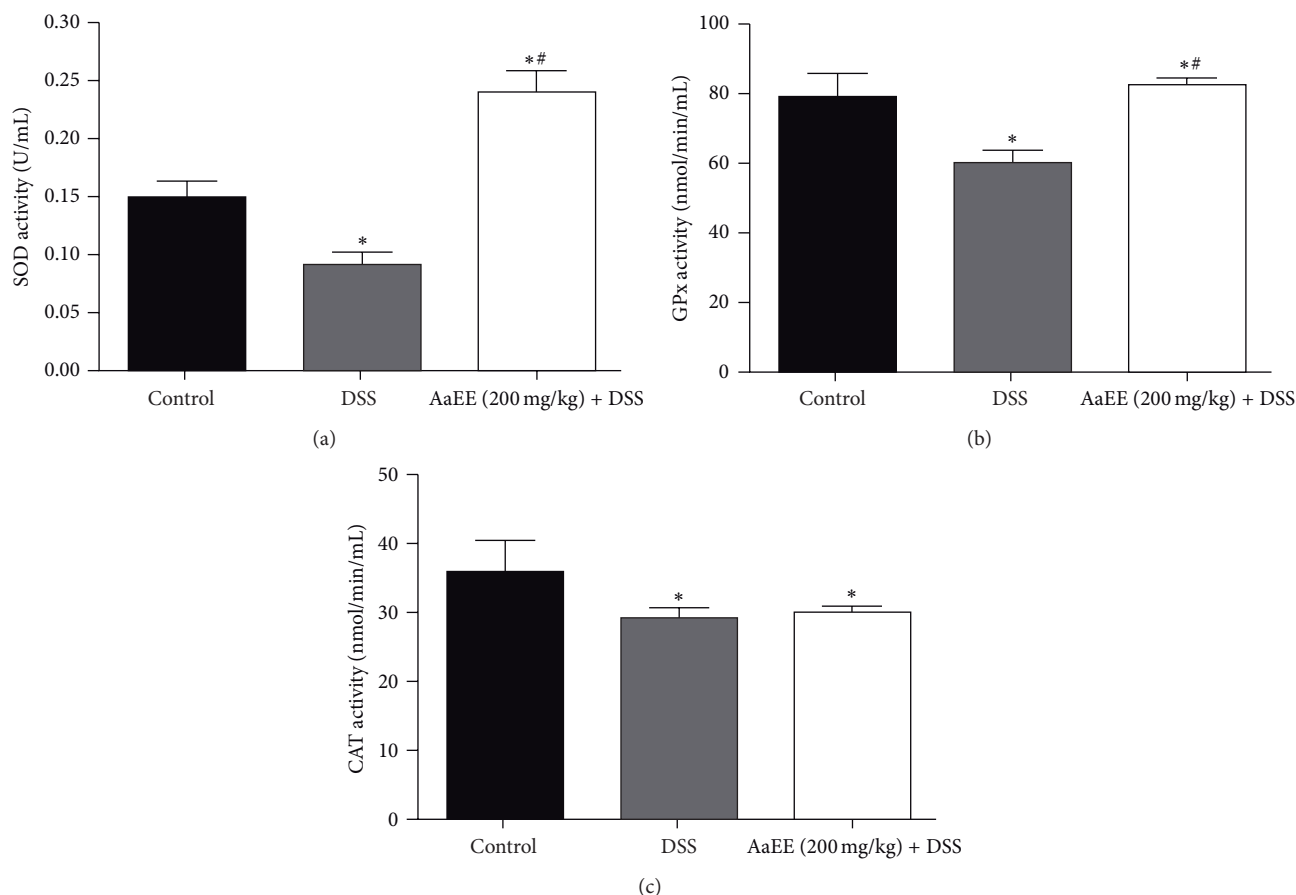 0.30
0.25
0.20
0.15
0.10
0.05
0.00
SOD activity (U/mL)
*
*#
Control
DSS
AaEE (200 mg/kg) + DSS
(a)
100
80
60
40
20
0
GPx activity (nmol/min/mL)
*
*#
Control
DSS
AaEE (200 mg/kg) + DSS
(b)
50
40
30
20
10
0
CAT activity (nmol/min/mL)
*
*
Control
DSS
AaEE (200 mg/kg) + DSS
(c)